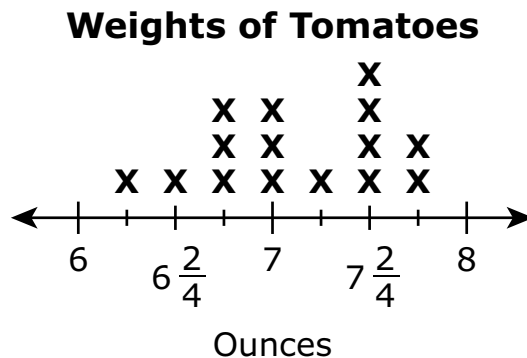 Weights of Tomatoes
X
X X X
X X X X
X X X X X X X
6 6 2/4 7 7 2/4 8
Ounces